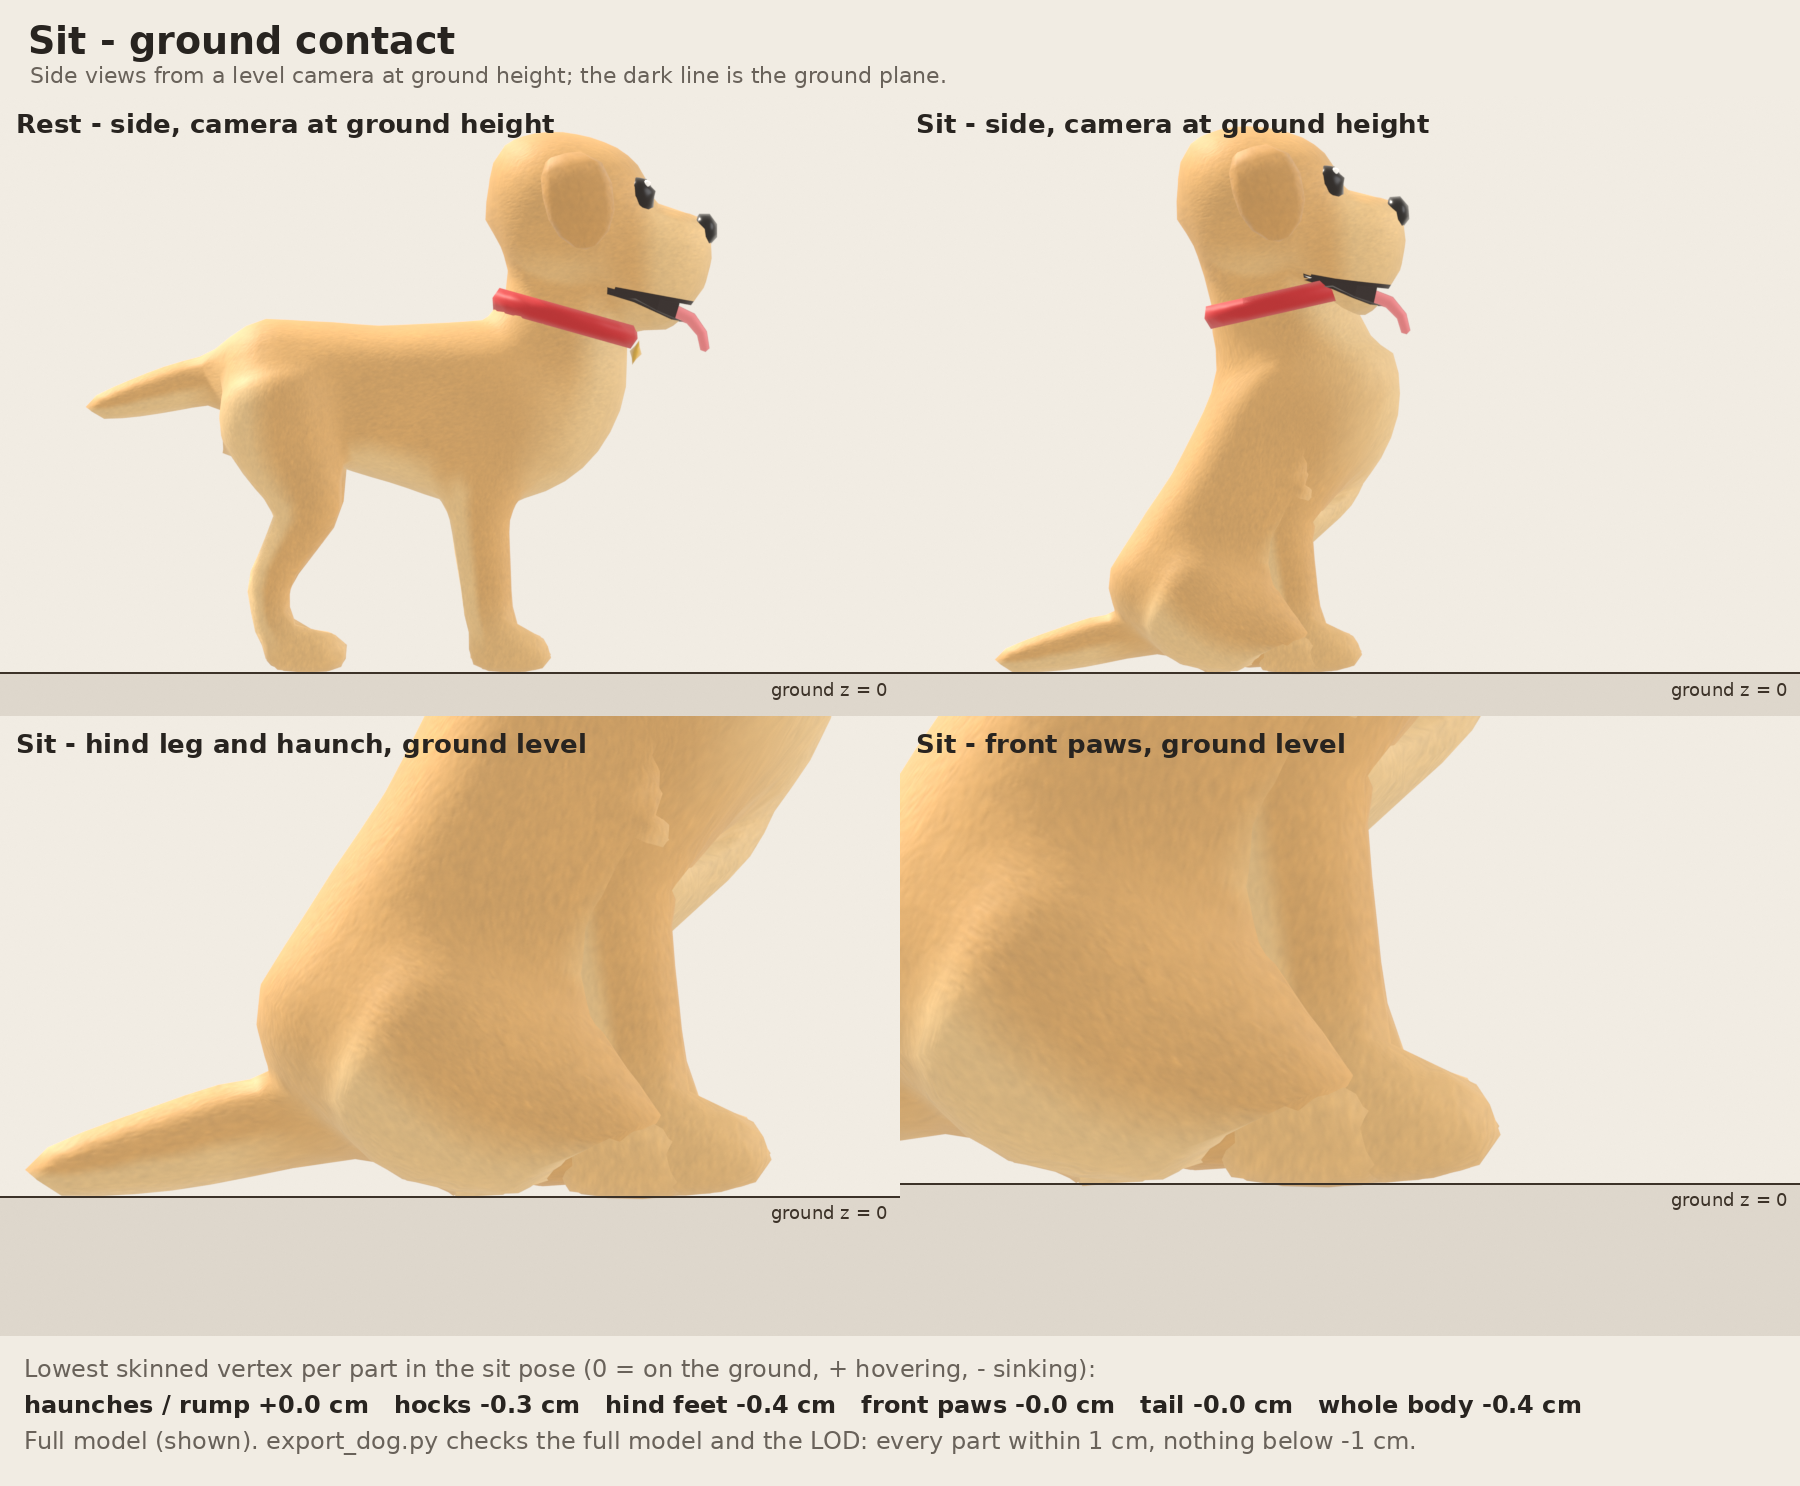 Sit - ground contact
Side views from a level camera at ground height; the dark line is the ground plane.
Rest - side, camera at ground height
Sit - side, camera at ground height
ground z = 0
ground z = 0
Sit - hind leg and haunch, ground level
Sit - front paws, ground level
ground z = 0
ground z = 0
Lowest skinned vertex per part in the sit pose (0 = on the ground, + hovering, - sinking):
haunches / rump +0.0 cm   hocks -0.3 cm   hind feet -0.4 cm   front paws -0.0 cm   tail -0.0 cm   whole body -0.4 cm
Full model (shown). export_dog.py checks the full model and the LOD: every part within 1 cm, nothing below -1 cm.